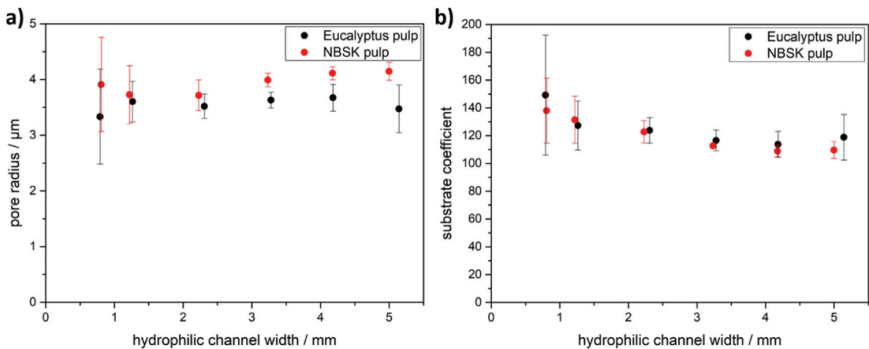 a)
5
4
3
2
1
0
pore radius / µm
Eucalyptus pulp
NBSK pulp
0
1
2
3
4
5
hydrophilic channel width / mm
b)
200
180
160
140
120
100
80
60
40
20
0
substrate coefficient
Eucalyptus pulp
NBSK pulp
0
1
2
3
4
5
hydrophilic channel width / mm